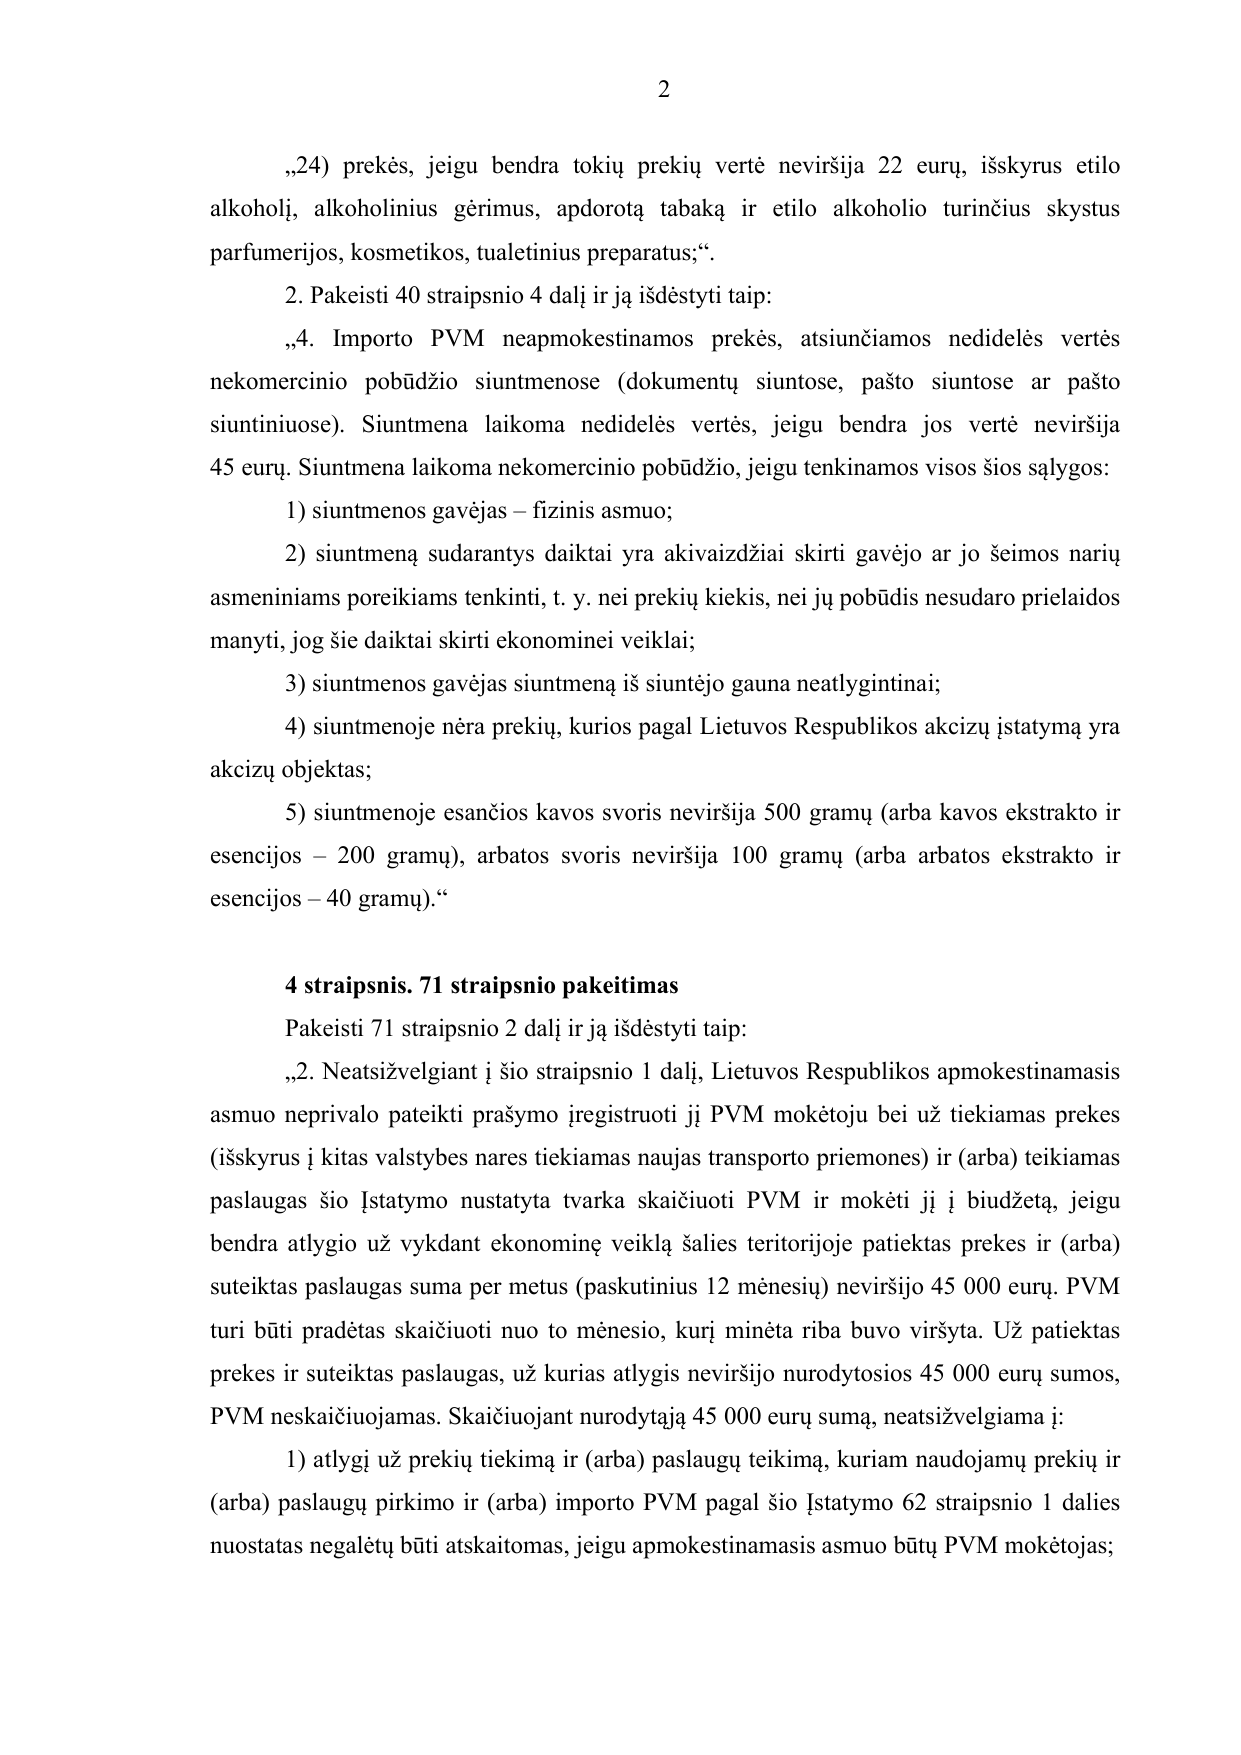 2
„24) prekės, jeigu bendra tokių prekių vertė neviršija 22 eurų, išskyrus etilo
alkoholį, alkoholinius gėrimus, apdorotą tabaką ir etilo alkoholio turinčius skystus
parfumerijos, kosmetikos, tualetinius preparatus;“.
2. Pakeisti 40 straipsnio 4 dalį ir ją išdėstyti taip:
„4. Importo PVM neapmokestinamos prekės, atsiunčiamos nedidelės vertės
nekomercinio pobūdžio siuntmenose (dokumentų siuntose, pašto siuntose ar pašto
siuntiniuose). Siuntmena laikoma nedidelės vertės, jeigu bendra jos vertė neviršija
45 eurų. Siuntmena laikoma nekomercinio pobūdžio, jeigu tenkinamos visos šios sąlygos:
1) siuntmenos gavėjas – fizinis asmuo;
2) siuntmeną sudarantys daiktai yra akivaizdžiai skirti gavėjo ar jo šeimos narių
asmeniniams poreikiams tenkinti, t. y. nei prekių kiekis, nei jų pobūdis nesudaro prielaidos
manyti, jog šie daiktai skirti ekonominei veiklai;
3) siuntmenos gavėjas siuntmeną iš siuntėjo gauna neatlygintinai;
4) siuntmenoje nėra prekių, kurios pagal Lietuvos Respublikos akcizų įstatymą yra
akcizų objektas;
5) siuntmenoje esančios kavos svoris neviršija 500 gramų (arba kavos ekstrakto ir
esencijos – 200 gramų), arbatos svoris neviršija 100 gramų (arba arbatos ekstrakto ir
esencijos – 40 gramų).“
4 straipsnis. 71 straipsnio pakeitimas
Pakeisti 71 straipsnio 2 dalį ir ją išdėstyti taip:
„2. Neatsižvelgiant į šio straipsnio 1 dalį, Lietuvos Respublikos apmokestinamasis
asmuo neprivalo pateikti prašymo įregistruoti jį PVM mokėtoju bei už tiekiamas prekes
(išskyrus į kitas valstybes nares tiekiamas naujas transporto priemones) ir (arba) teikiamas
paslaugas šio Įstatymo nustatyta tvarka skaičiuoti PVM ir mokėti jį į biudžetą, jeigu
bendra atlygio už vykdant ekonominę veiklą šalies teritorijoje patiektas prekes ir (arba)
suteiktas paslaugas suma per metus (paskutinius 12 mėnesių) neviršijo 45 000 eurų. PVM
turi būti pradėtas skaičiuoti nuo to mėnesio, kurį minėta riba buvo viršyta. Už patiektas
prekes ir suteiktas paslaugas, už kurias atlygis neviršijo nurodytosios 45 000 eurų sumos,
PVM neskaičiuojamas. Skaičiuojant nurodytąją 45 000 eurų sumą, neatsižvelgiama į:
1) atlygį už prekių tiekimą ir (arba) paslaugų teikimą, kuriam naudojamų prekių ir
(arba) paslaugų pirkimo ir (arba) importo PVM pagal šio Įstatymo 62 straipsnio 1 dalies
nuostatas negalėtų būti atskaitomas, jeigu apmokestinamasis asmuo būtų PVM mokėtojas;